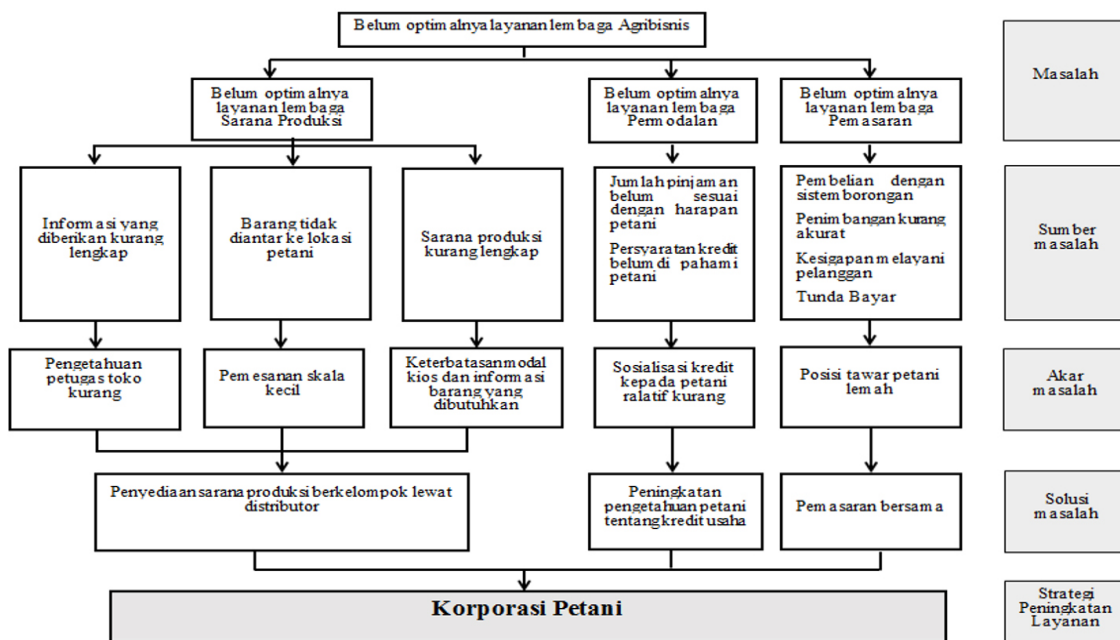 Belum optimalnya layanan lembaga Agribisnis
Masalah
Belum optimalnya
layanan lembaga
Sarana Produksi
Belum optimalnya
layanan lembaga
Permodalan
Belum optimalnya
layanan lembaga
Pemasaran
Informasi yang
diberikan kurang
lengkap
Barang tidak
diantar ke lokasi
petani
Sarana produksi
kurang lengkap
Jumlah pinjaman
belum sesuai
dengan harapan
petani
Persyaratan kredit
belum di pahami
petani
Pembelian dengan
sistem borongan
Penimbangan kurang
akurat
Kesigapan melayani
pelanggan
Tunda Bayar
Sumber
masalah
Pengetahuan
petugas toko
kurang
Pemesanan skala
kecil
Keterbatasan modal
kios dan informasi
barang yang
dibutuhkan
Sosialisasi kredit
kepada petani
ralatif kurang
Posisi tawar petani
lemah
Akar
masalah
Penyediaan sarana produksi berkelompok lewat
distributor
Peningkatan
pengetahuan petani
tentang kredit usaha
Pemasaran bersama
Solusi
masalah
Korporasi Petani
Strategi
Peningkatan
Layanan